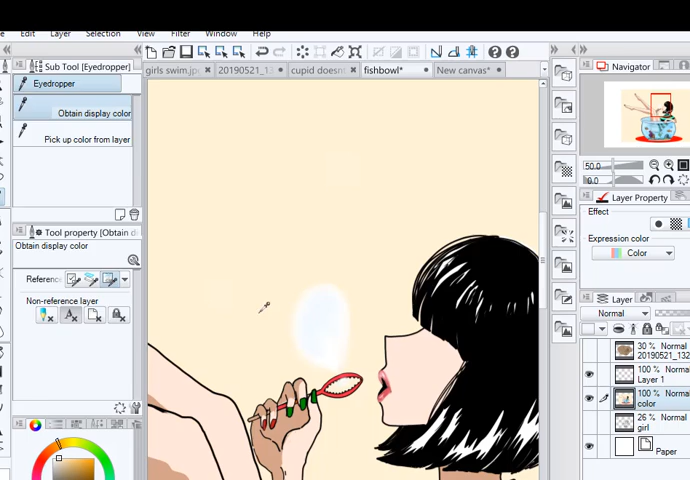 Edit Layer Selection View Filter Window Help
Sub Tool [Eyedropper]
Eyedropper
Obtain display color
Pick up color from layer
Tool property [Obtain d
Obtain display color
Referenc
Non-reference layer
girls swim.jpg
20190521_1
cupid doesnt
fishbowl*
New canvas*
Navigator
50.0
0.0
Layer Property
Effect
Expression color
Color
Layer
Normal
30 % Normal
20190521_132
100 % Normal
Layer 1
100 % Normal
color
26 % Normal
girl
Paper